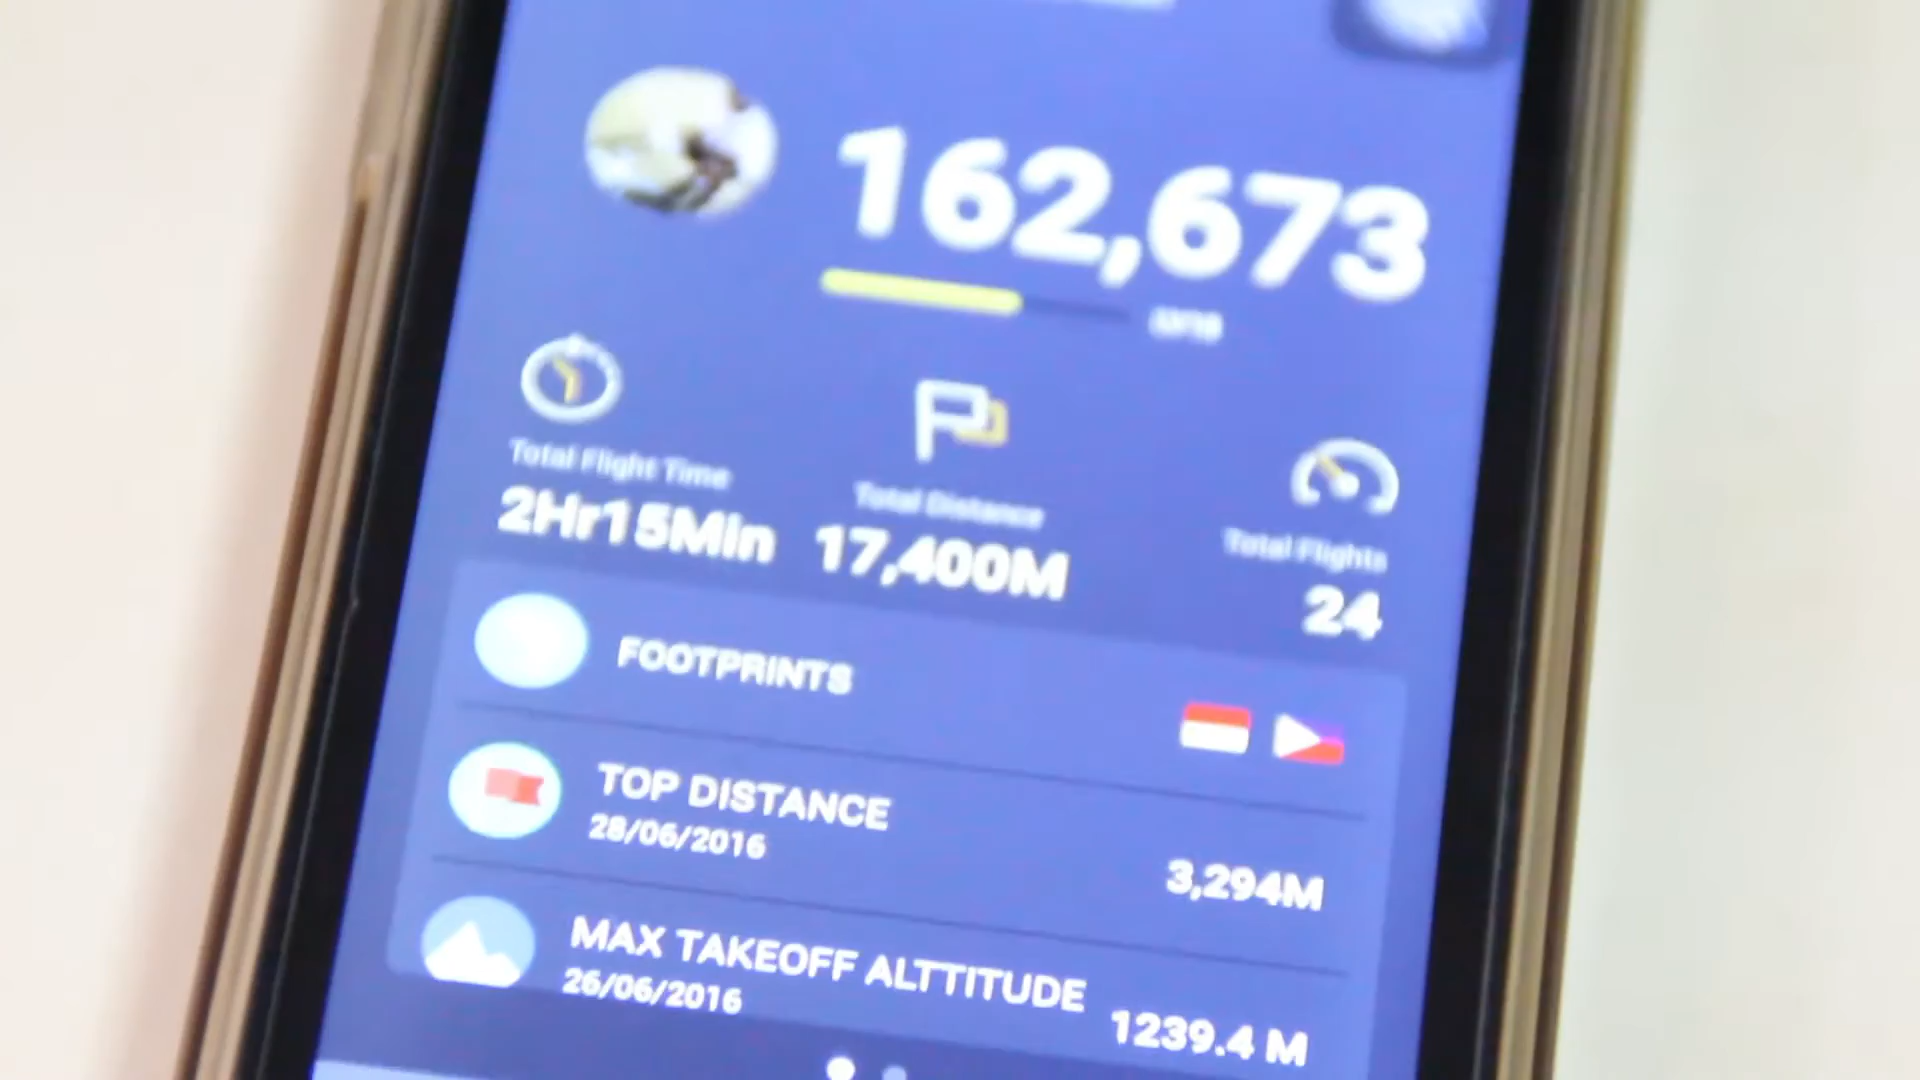 162,673
Total Flight Time
2Hr15Min
Total Distance
17,400M
Total Flights
24
FOOTPRINTS
TOP DISTANCE
28/06/2016
3,294M
MAX TAKEOFF ALTTITUDE
26/06/2016
1239.4 M